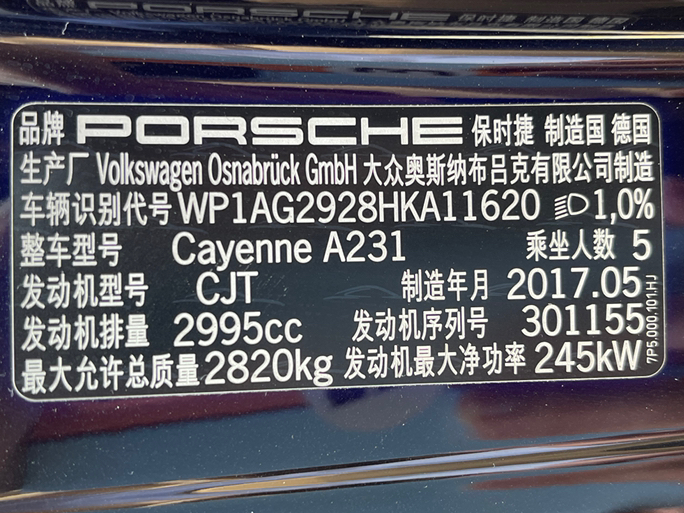 品牌 PORSCHE 保时捷 制造国 德国
生产厂 Volkswagen Osnabrück GmbH 大众奥斯纳布吕克有限公司制造
车辆识别代号 WP1AG2928HKA11620 1,0%
整车型号 Cayenne A231 乘坐人数 5
发动机型号 CJT 制造年月 2017.05
发动机排量 2995cc 发动机序列号 301155
最大允许总质量 2820kg 发动机最大净功率 245kW
7P5.000.101.HJ